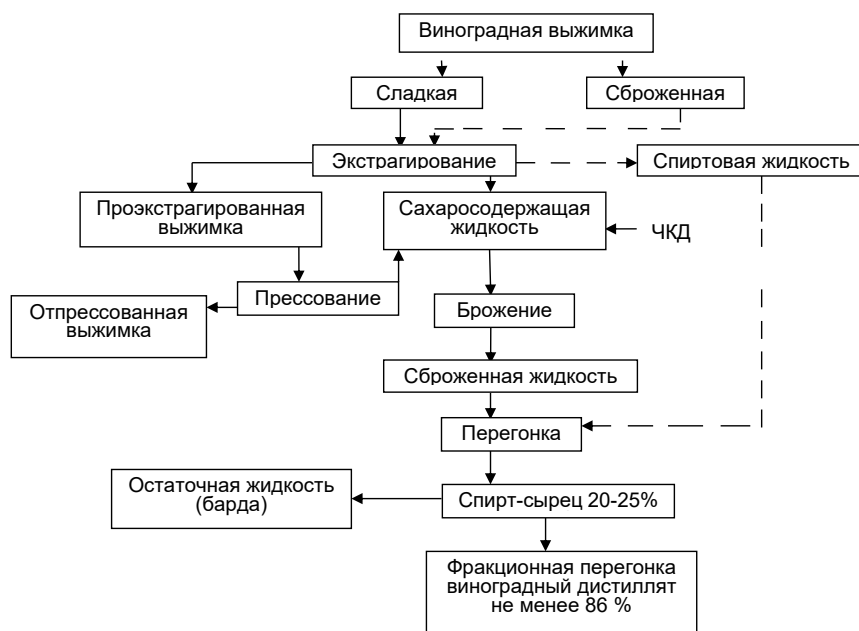 Виноградная выжимка
Сладкая
Сброженная
Экстрагирование
Спиртовая жидкость
Проэкстрагированная
выжимка
Сахаросодержащая
жидкость
ЧКД
Прессование
Отпрессованная
выжимка
Брожение
Сброженная жидкость
Перегонка
Остаточная жидкость
(барда)
Спирт-сырец 20-25%
Фракционная перегонка
виноградный дистиллят
не менее 86 %